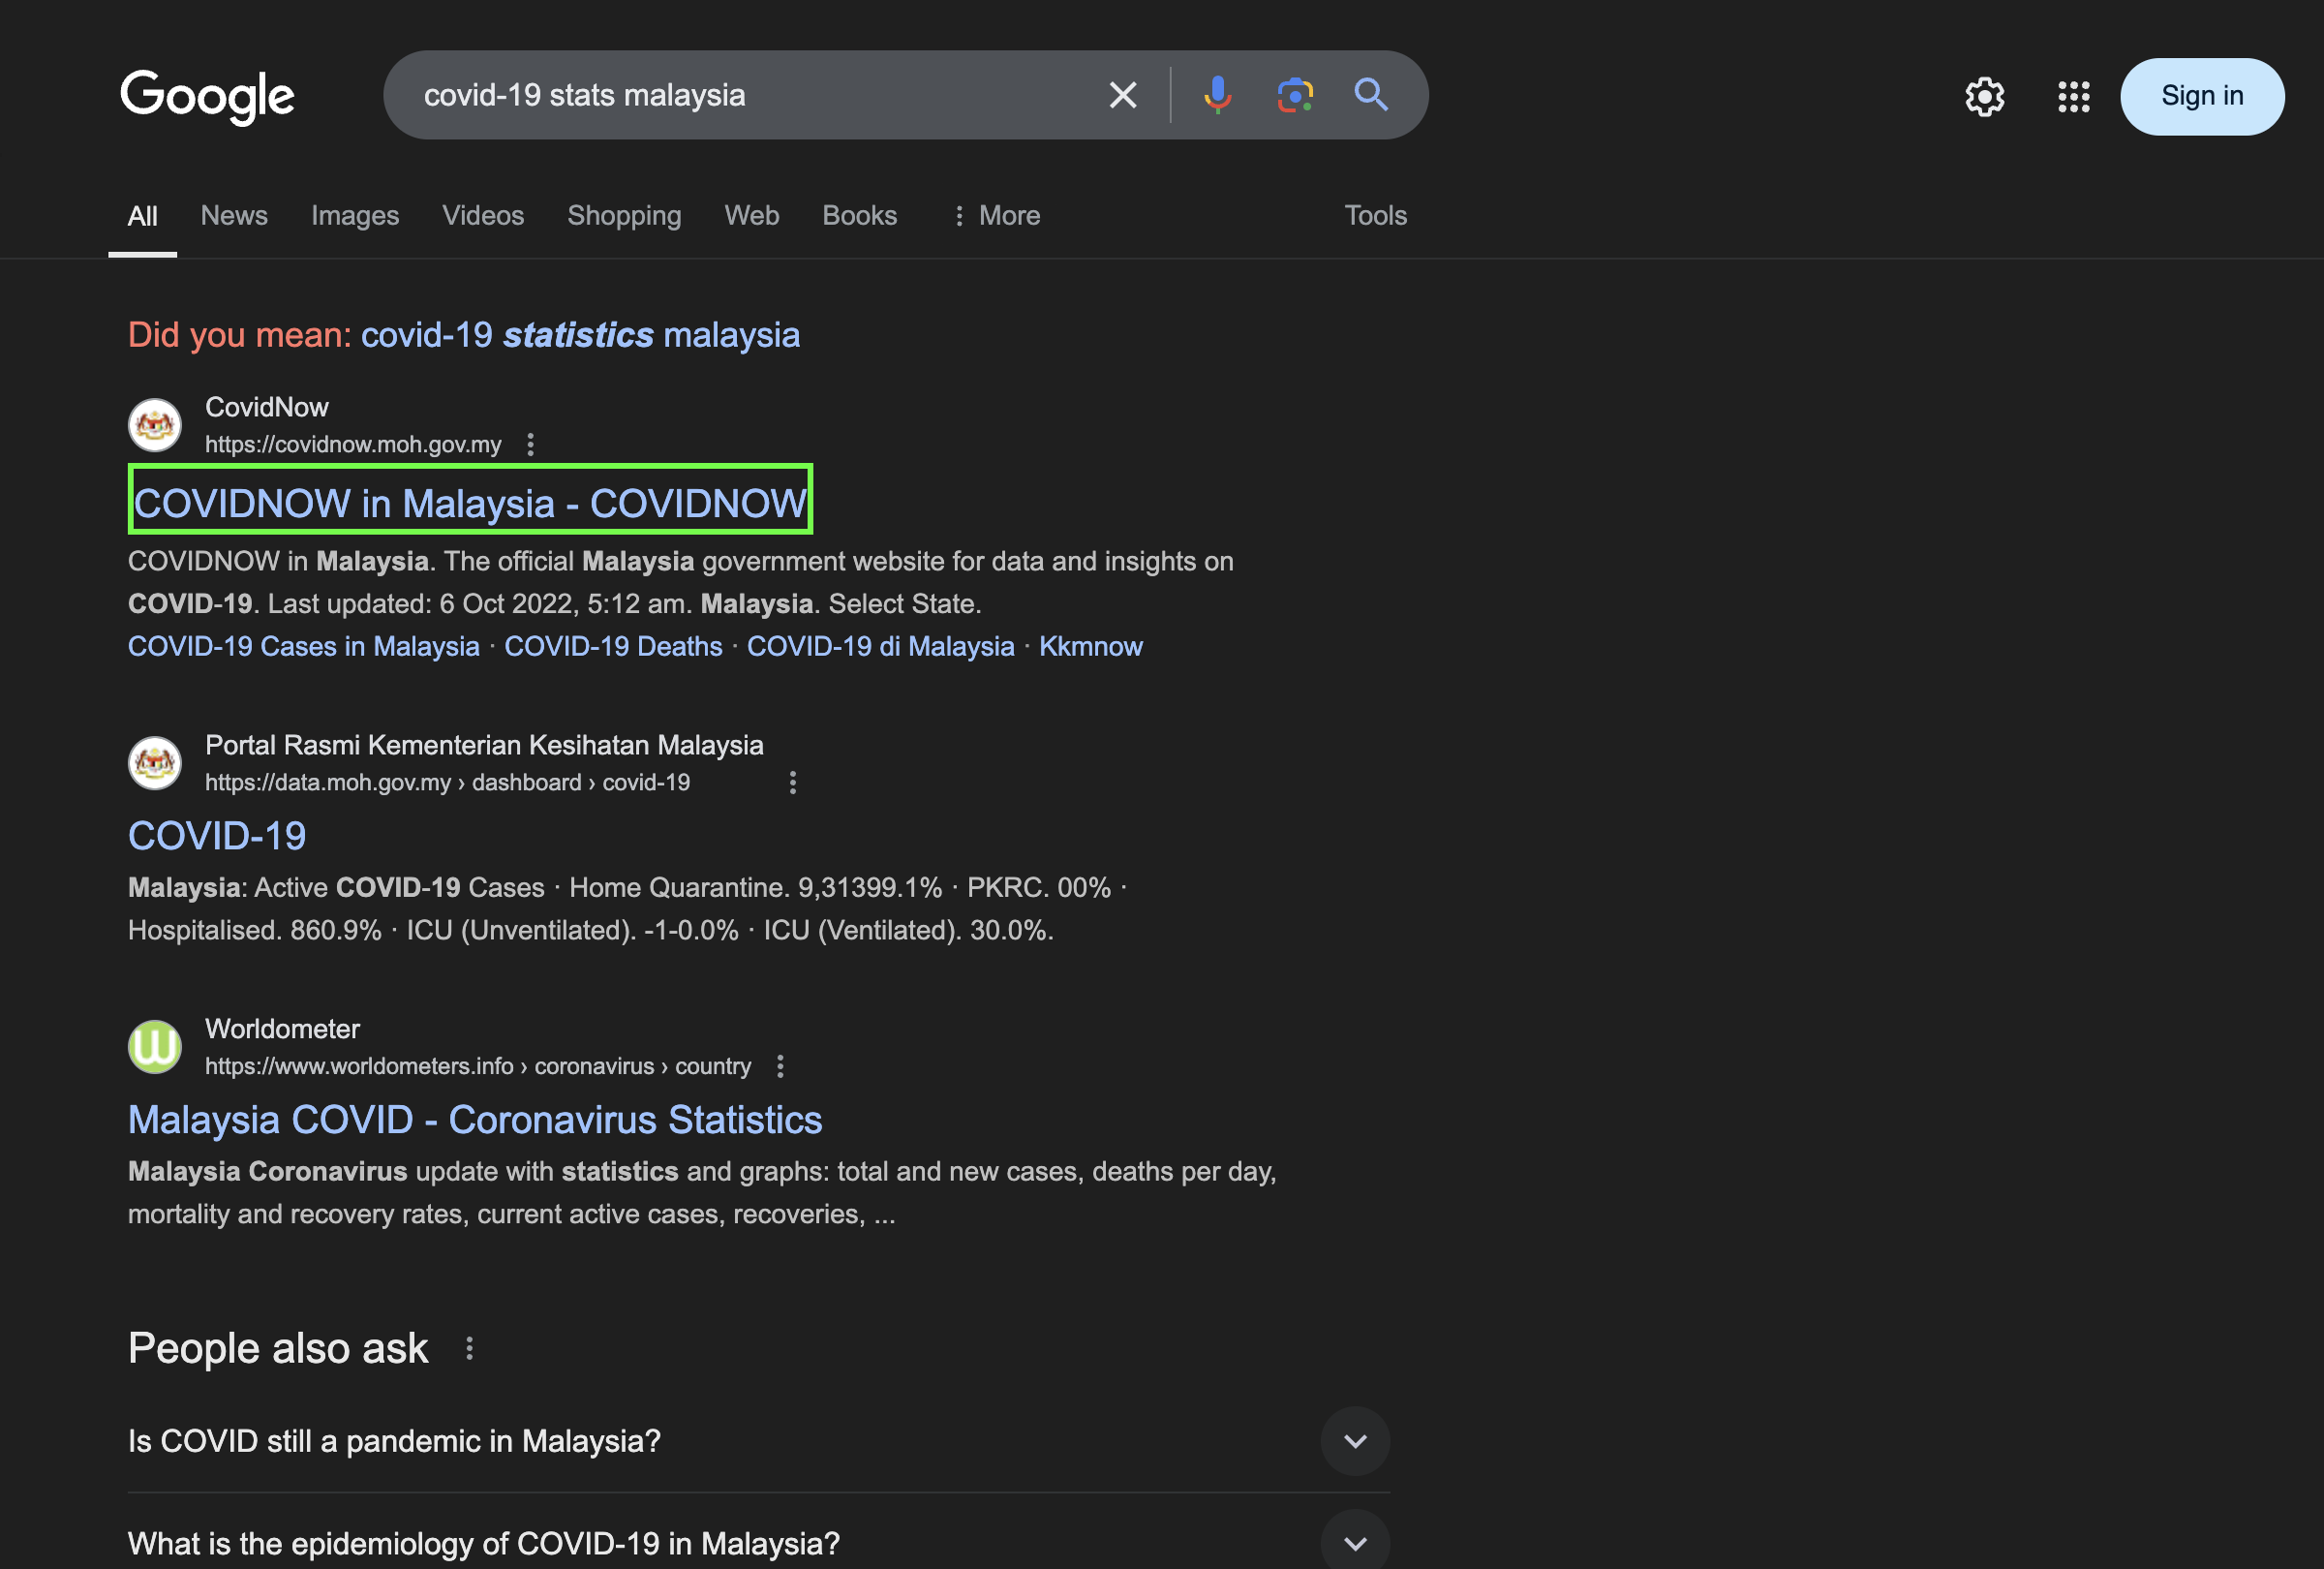 Google
covid-19 stats malaysia
Sign in
All News Images Videos Shopping Web Books More Tools
Did you mean: covid-19 statistics malaysia
CovidNow
https://covidnow.moh.gov.my
COVIDNOW in Malaysia - COVIDNOW
COVIDNOW in Malaysia. The official Malaysia government website for data and insights on
COVID-19. Last updated: 6 Oct 2022, 5:12 am. Malaysia. Select State.
COVID-19 Cases in Malaysia · COVID-19 Deaths · COVID-19 di Malaysia · Kkmnow
Portal Rasmi Kementerian Kesihatan Malaysia
https://data.moh.gov.my › dashboard › covid-19
COVID-19
Malaysia: Active COVID-19 Cases · Home Quarantine. 9,31399.1% · PKRC. 00% ·
Hospitalised. 860.9% · ICU (Unventilated). -1-0.0% · ICU (Ventilated). 30.0%.
W
Worldometer
https://www.worldometers.info › coronavirus › country
Malaysia COVID - Coronavirus Statistics
Malaysia Coronavirus update with statistics and graphs: total and new cases, deaths per day,
mortality and recovery rates, current active cases, recoveries, ...
People also ask
Is COVID still a pandemic in Malaysia?
What is the epidemiology of COVID-19 in Malaysia?